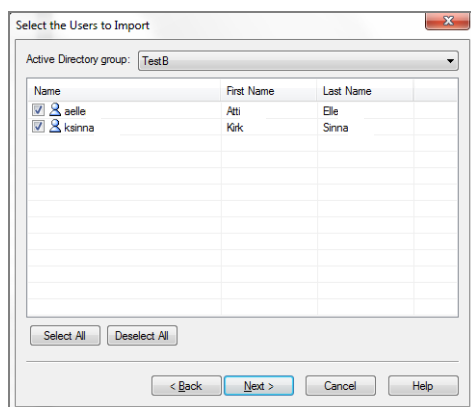 Select the Users to Import
Active Directory group: TestB
Name First Name Last Name
aelle Atti Elle
ksinna Kirk Sinna
Select All Deselect All
< Back Next > Cancel Help